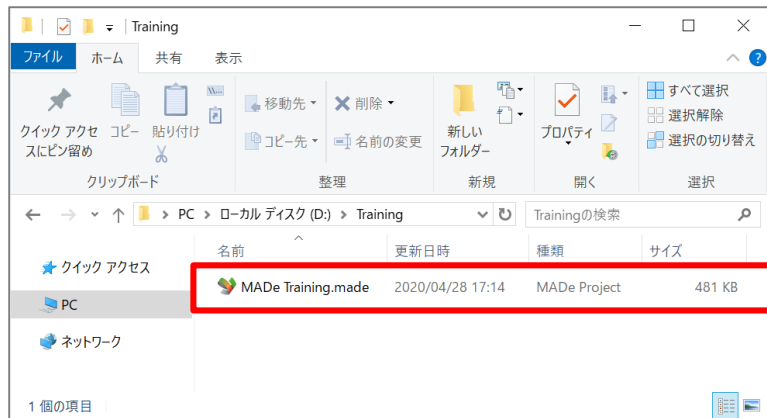 Training
ファイル ホーム 共有 表示
クイック アクセスにピン留め
コピー
貼り付け
移動先
コピー先
削除
名前の変更
新しい
フォルダー
プロパティ
すべて選択
選択解除
選択の切り替え
クリップボード 整理 新規 開く 選択
PC › ローカル ディスク (D:) › Training
Trainingの検索
名前 更新日時 種類 サイズ
クイック アクセス
PC
ネットワーク
MADe Training.made 2020/04/28 17:14 MADe Project 481 KB
1 個の項目